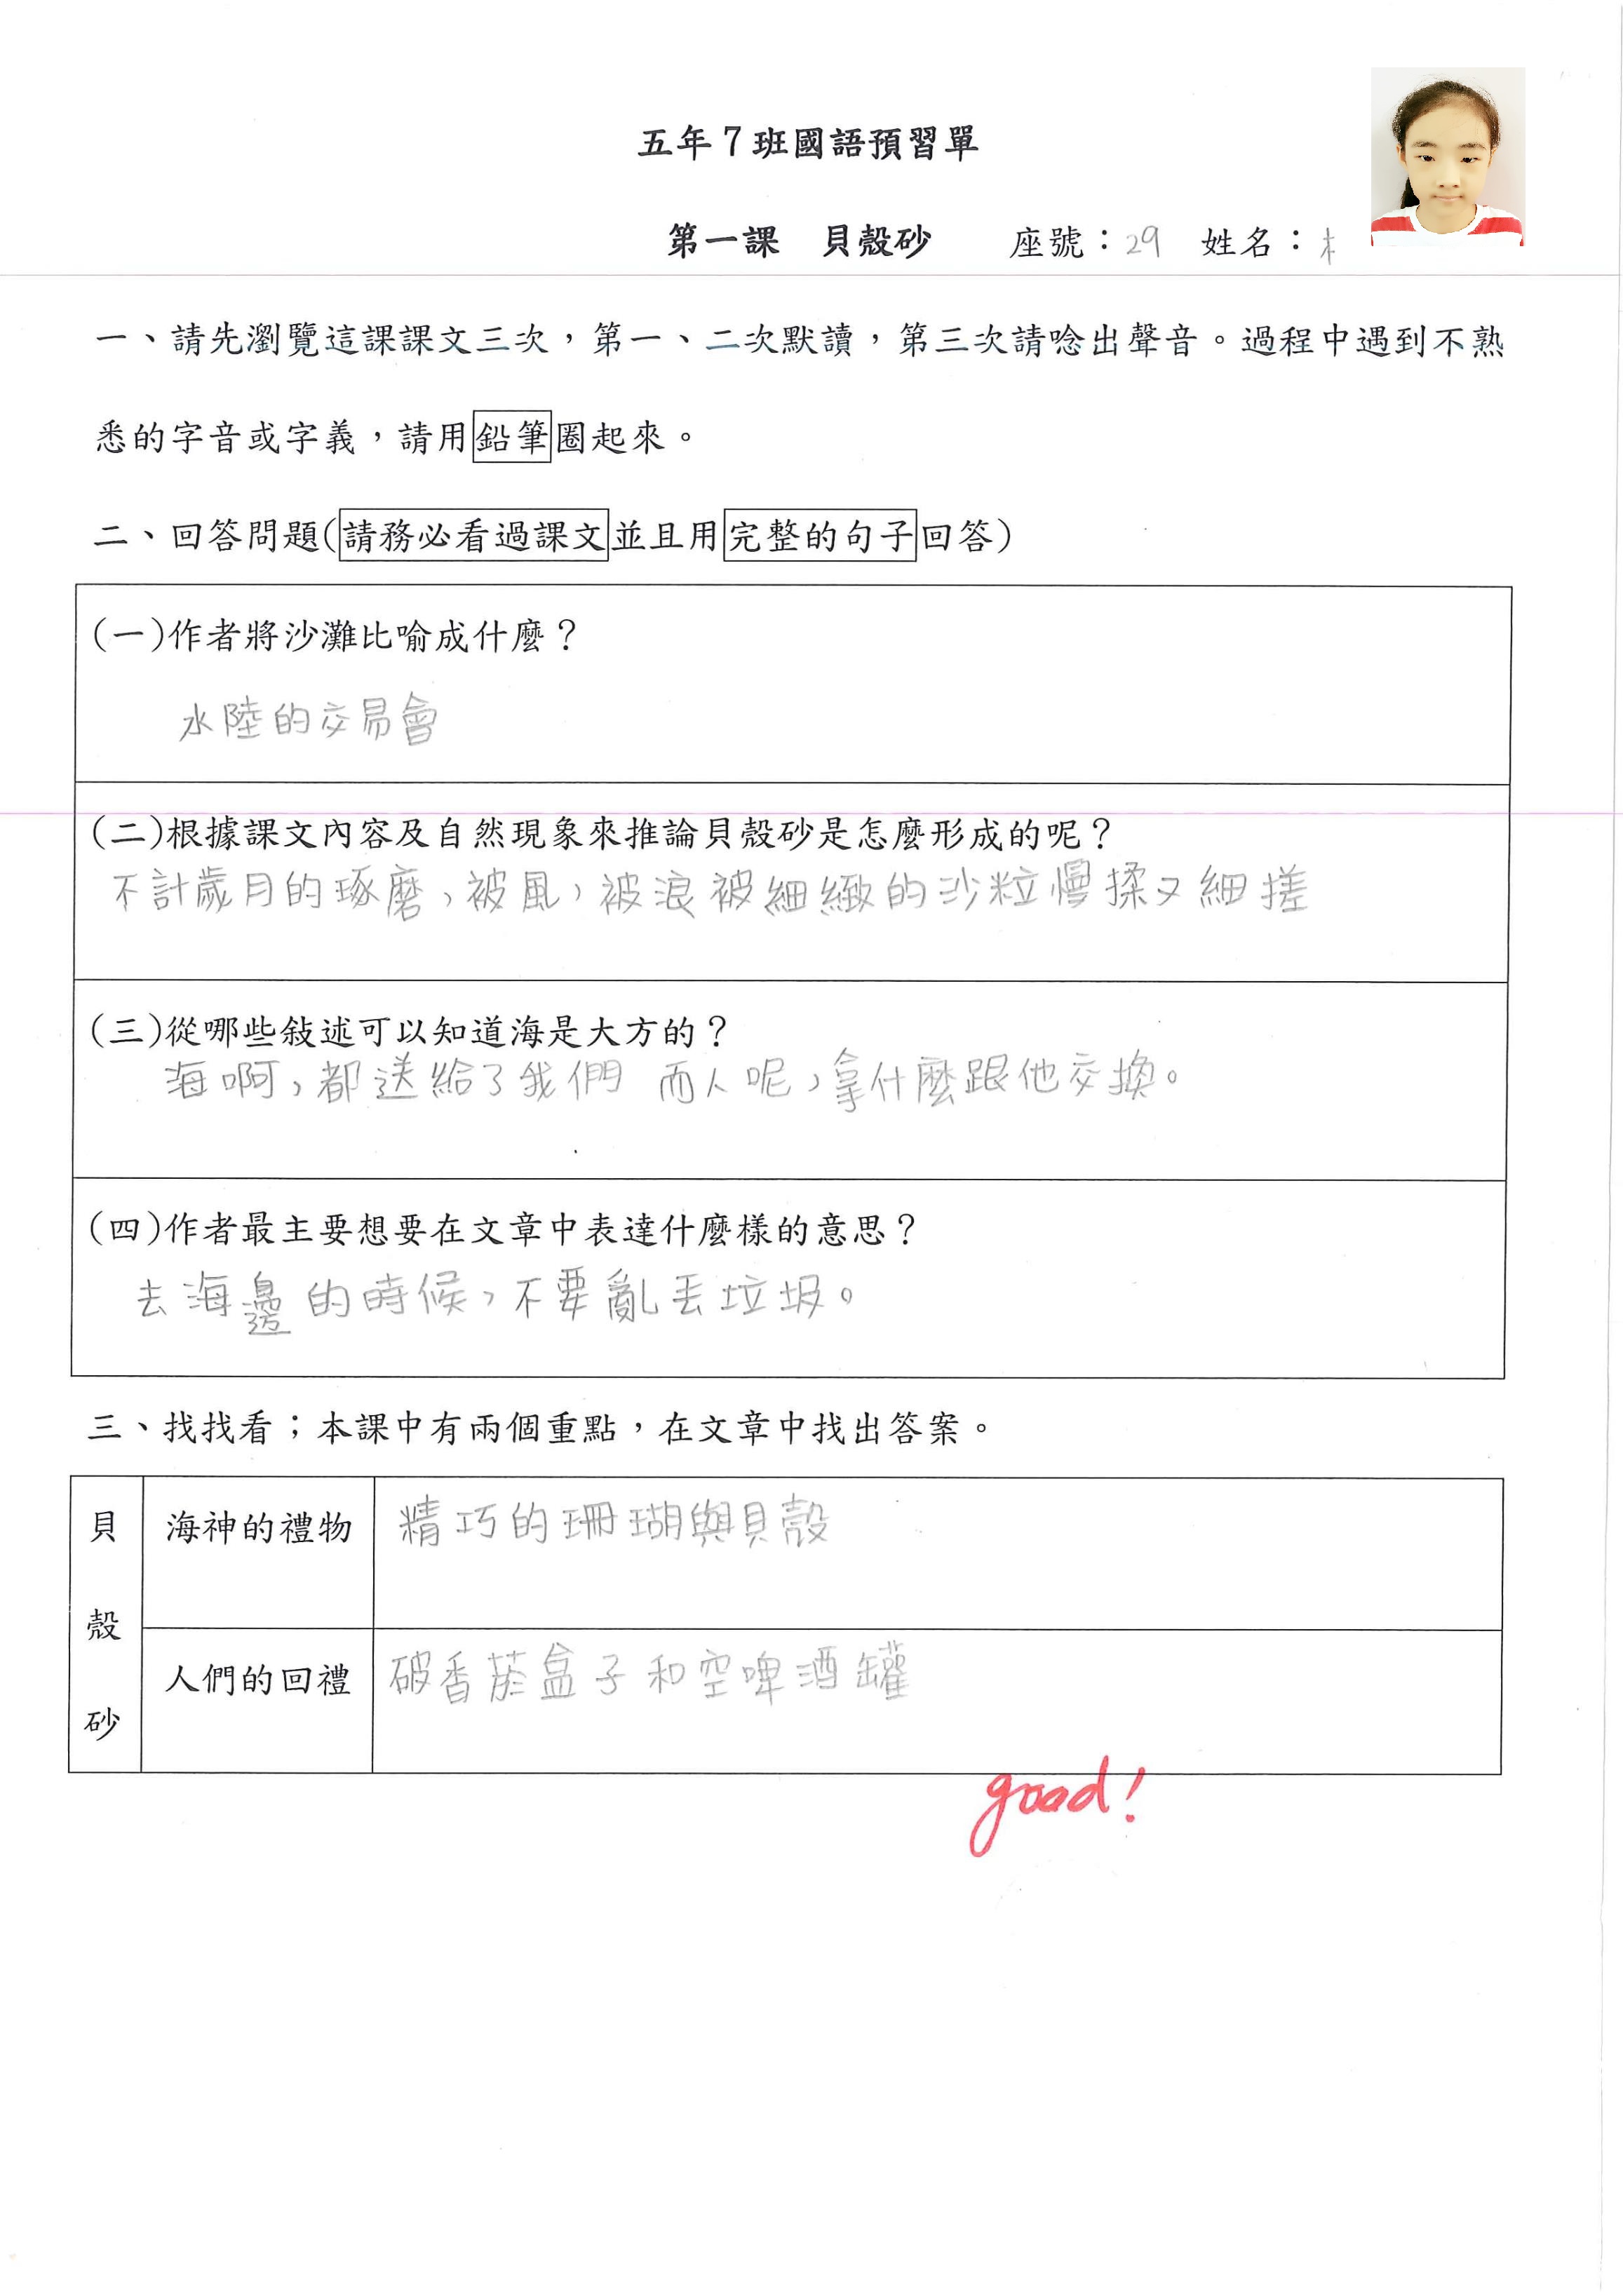 五年7班國語預習單
第一課　貝殼砂　座號：29　姓名：
一、請先瀏覽這課課文三次，第一、二次默讀，第三次請唸出聲音。過程中遇到不熟
悉的字音或字義，請用鉛筆圈起來。
二、回答問題(請務必看過課文並且用完整的句子回答)
(一)作者將沙灘比喻成什麼？
水陸的交易會
(二)根據課文內容及自然現象來推論貝殼砂是怎麼形成的呢？
不計歲月的琢磨，被風，被浪被細緻的沙粒慢揉又細搓
(三)從哪些敍述可以知道海是大方的？
海啊，都送給了我們 而人呢，拿什麼跟他交換。
(四)作者最主要想要在文章中表達什麼樣的意思？
去海邊的時候，不要亂丟垃圾。
三、找找看；本課中有兩個重點，在文章中找出答案。
貝殼砂
海神的禮物 精巧的珊瑚與貝殼
人們的回禮 破香菸盒子和空啤酒罐
good!